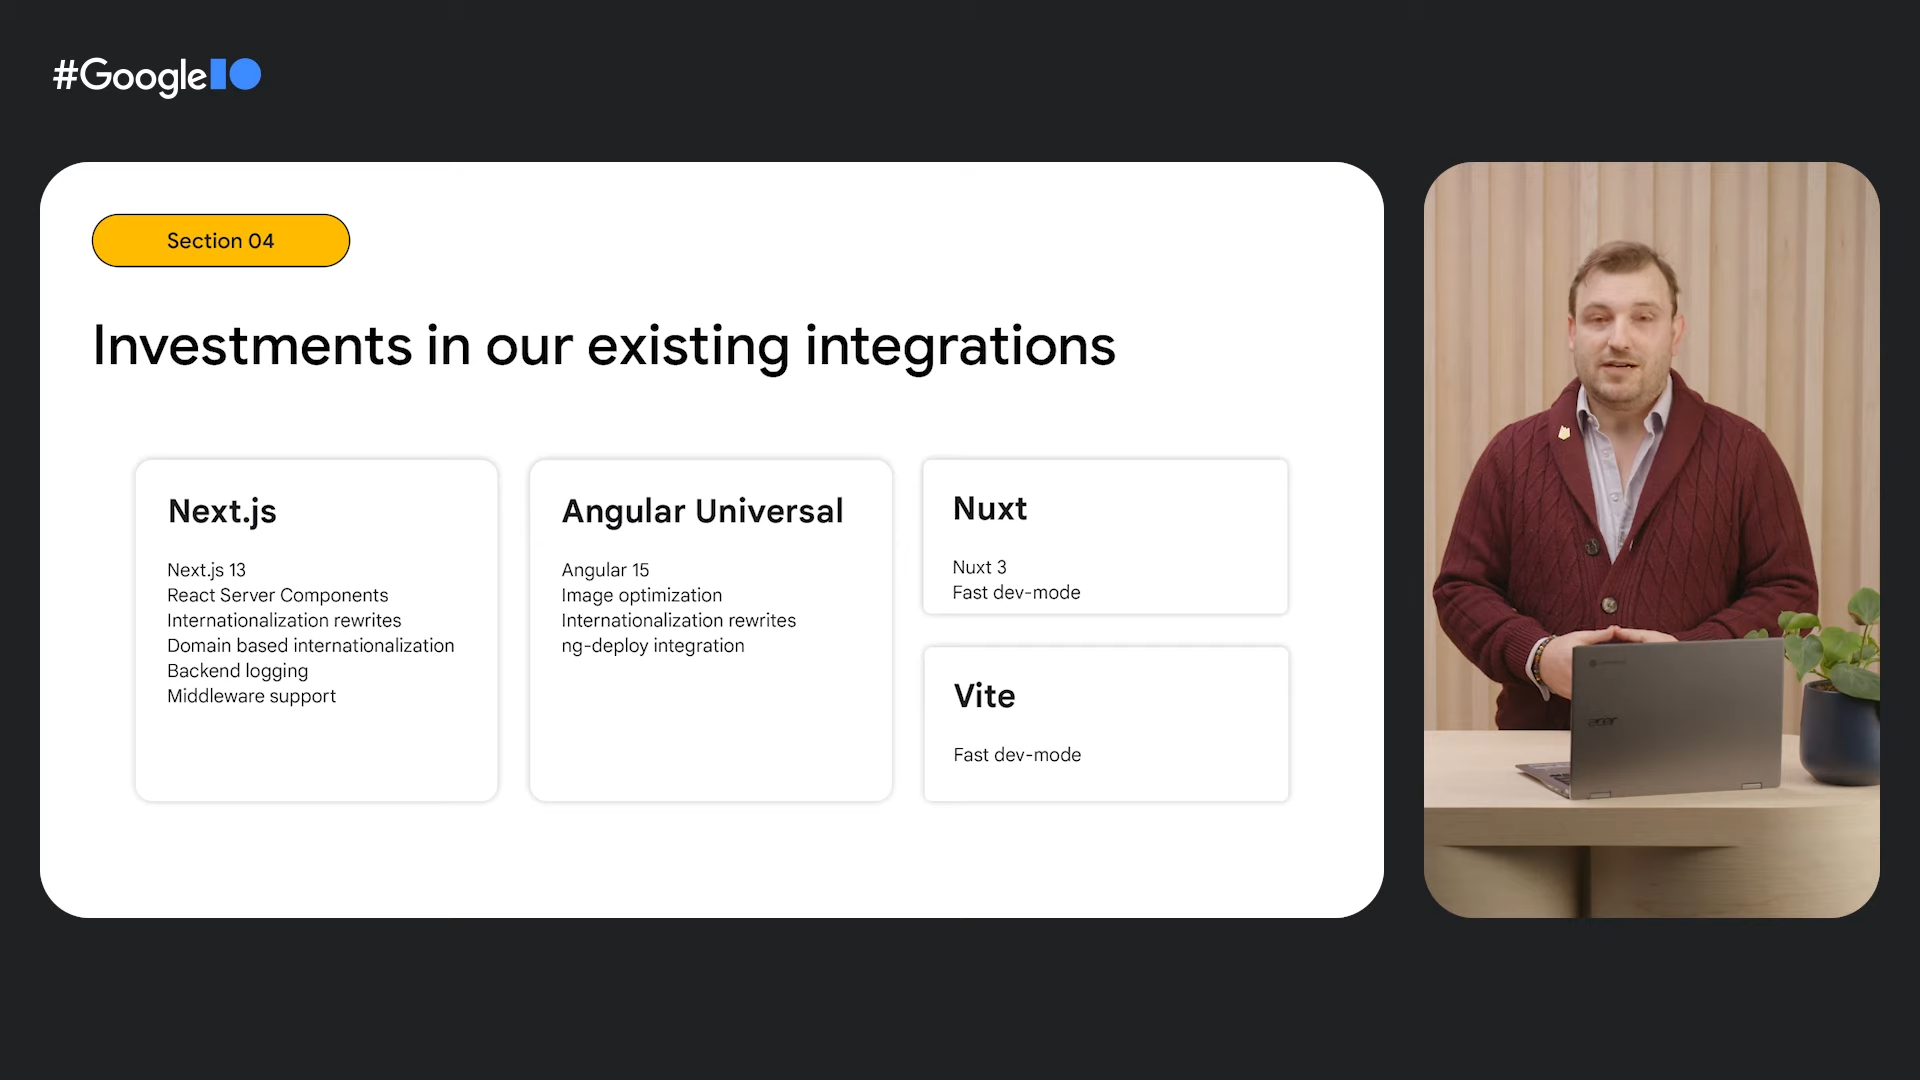 #Google IO
Section 04
Investments in our existing integrations
Next.js
Next.js 13
React Server Components
Internationalization rewrites
Domain based internationalization
Backend logging
Middleware support
Angular Universal
Angular 15
Image optimization
Internationalization rewrites
ng-deploy integration
Nuxt
Nuxt 3
Fast dev-mode
Vite
Fast dev-mode
acer